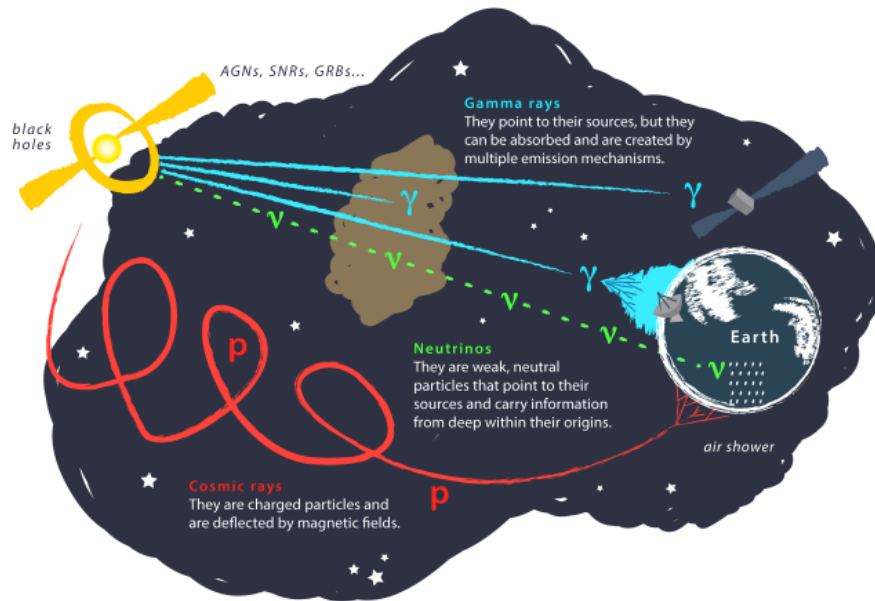 AGNs, SNRs, GRBs...
black
holes
Gamma rays
They point to their sources, but they
can be absorbed and are created by
multiple emission mechanisms.
γ
γ
γ
ν
ν
ν
ν
ν
Earth
p
Neutrinos
They are weak, neutral
particles that point to their
sources and carry information
from deep within their origins.
air shower
p
Cosmic rays
They are charged particles and
are deflected by magnetic fields.